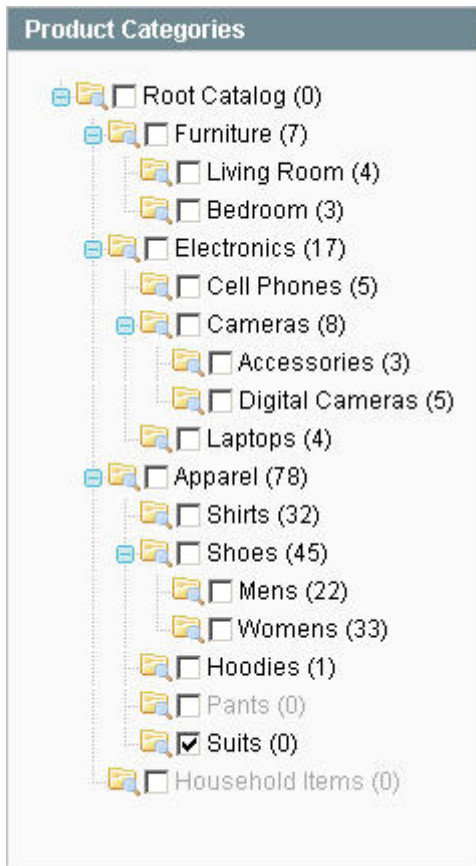 Product Categories
Root Catalog (0)
Furniture (7)
Living Room (4)
Bedroom (3)
Electronics (17)
Cell Phones (5)
Cameras (8)
Accessories (3)
Digital Cameras (5)
Laptops (4)
Apparel (78)
Shirts (32)
Shoes (45)
Mens (22)
Womens (33)
Hoodies (1)
Pants (0)
Suits (0)
Household Items (0)